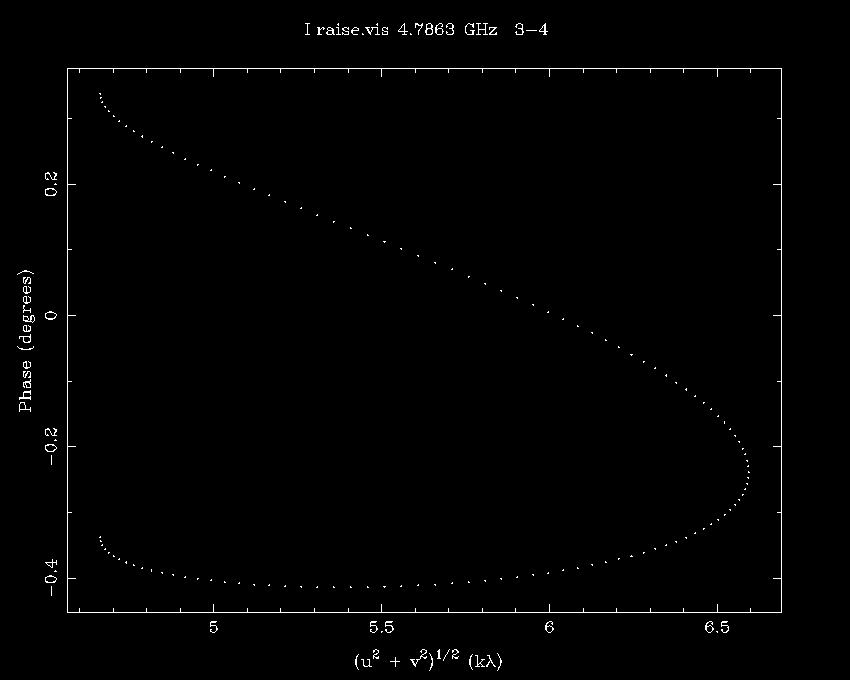 I raise.vis 4.7863 GHz 3−4
0.2
0
−0.2
−0.4
Phase (degrees)
5 5.5 6 6.5
(u² + v²)^1/2 (kλ)